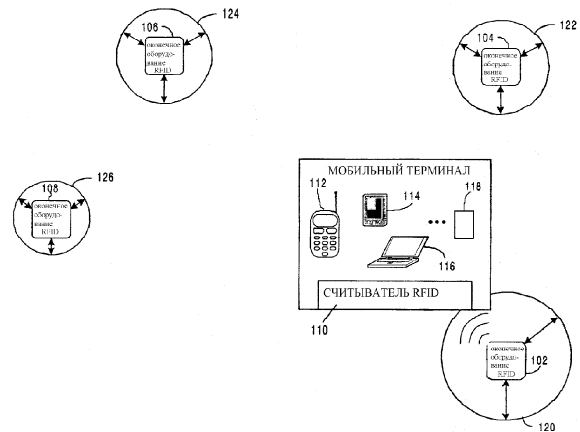 106
124
оконечное
оборудо-
вание
RFID
104
122
оконечное
оборудо-
вание
RFID
108
126
оконечное
оборудо-
вание
RFID
МОБИЛЬНЫЙ ТЕРМИНАЛ
112
114
118
116
СЧИТЫВАТЕЛЬ RFID
110
оконечное
оборудо-
вание
RFID
102
120